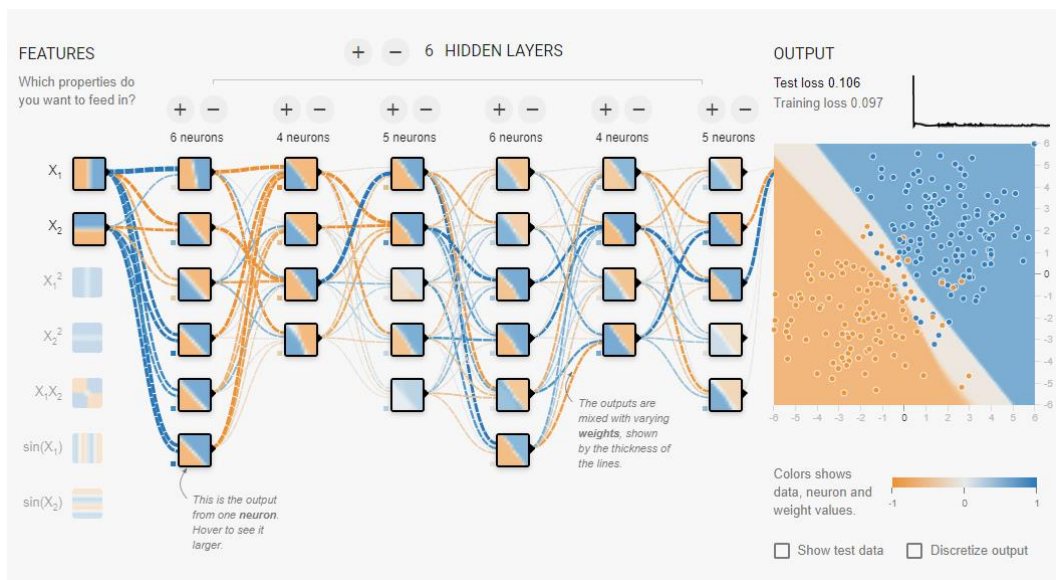 FEATURES
Which properties do
you want to feed in?
+ − 6 HIDDEN LAYERS
+ − + − + − + − + − + −
6 neurons 4 neurons 5 neurons 6 neurons 4 neurons 5 neurons
X₁
X₂
X₁²
X₂²
X₁X₂
sin(X₁)
sin(X₂)
This is the output
from one neuron.
Hover to see it
larger.
The outputs are
mixed with varying
weights, shown
by the thickness of
the lines.
OUTPUT
Test loss 0.106
Training loss 0.097
6
5
4
3
2
1
0
-1
-2
-3
-4
-5
-6
-6 -5 -4 -3 -2 -1 0 1 2 3 4 5 6
Colors shows
data, neuron and
weight values.
-1 0 1
Show test data Discretize output